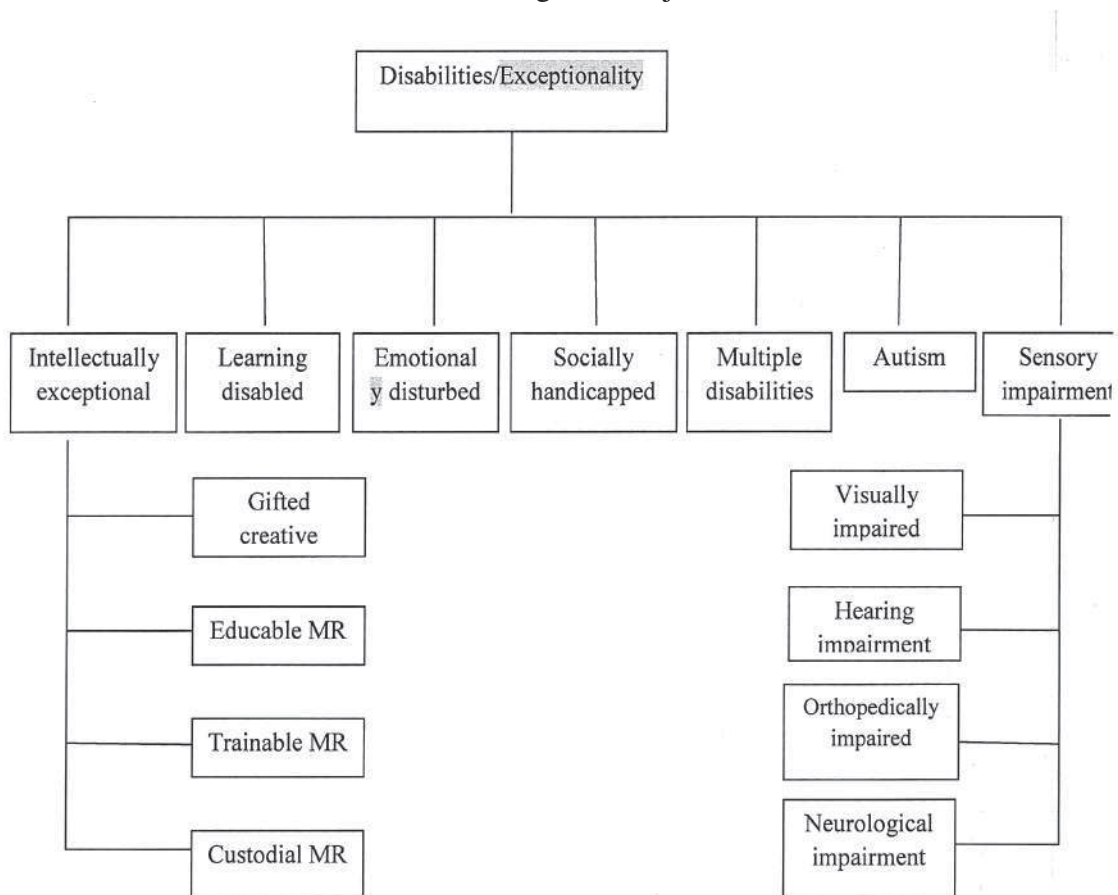 Disabilities/Exceptionality
Intellectually
exceptional
Learning
disabled
Emotional
y disturbed
Socially
handicapped
Multiple
disabilities
Autism
Sensory
impairment
Gifted
creative
Educable MR
Trainable MR
Custodial MR
Visually
impaired
Hearing
impairment
Orthopedically
impaired
Neurological
impairment